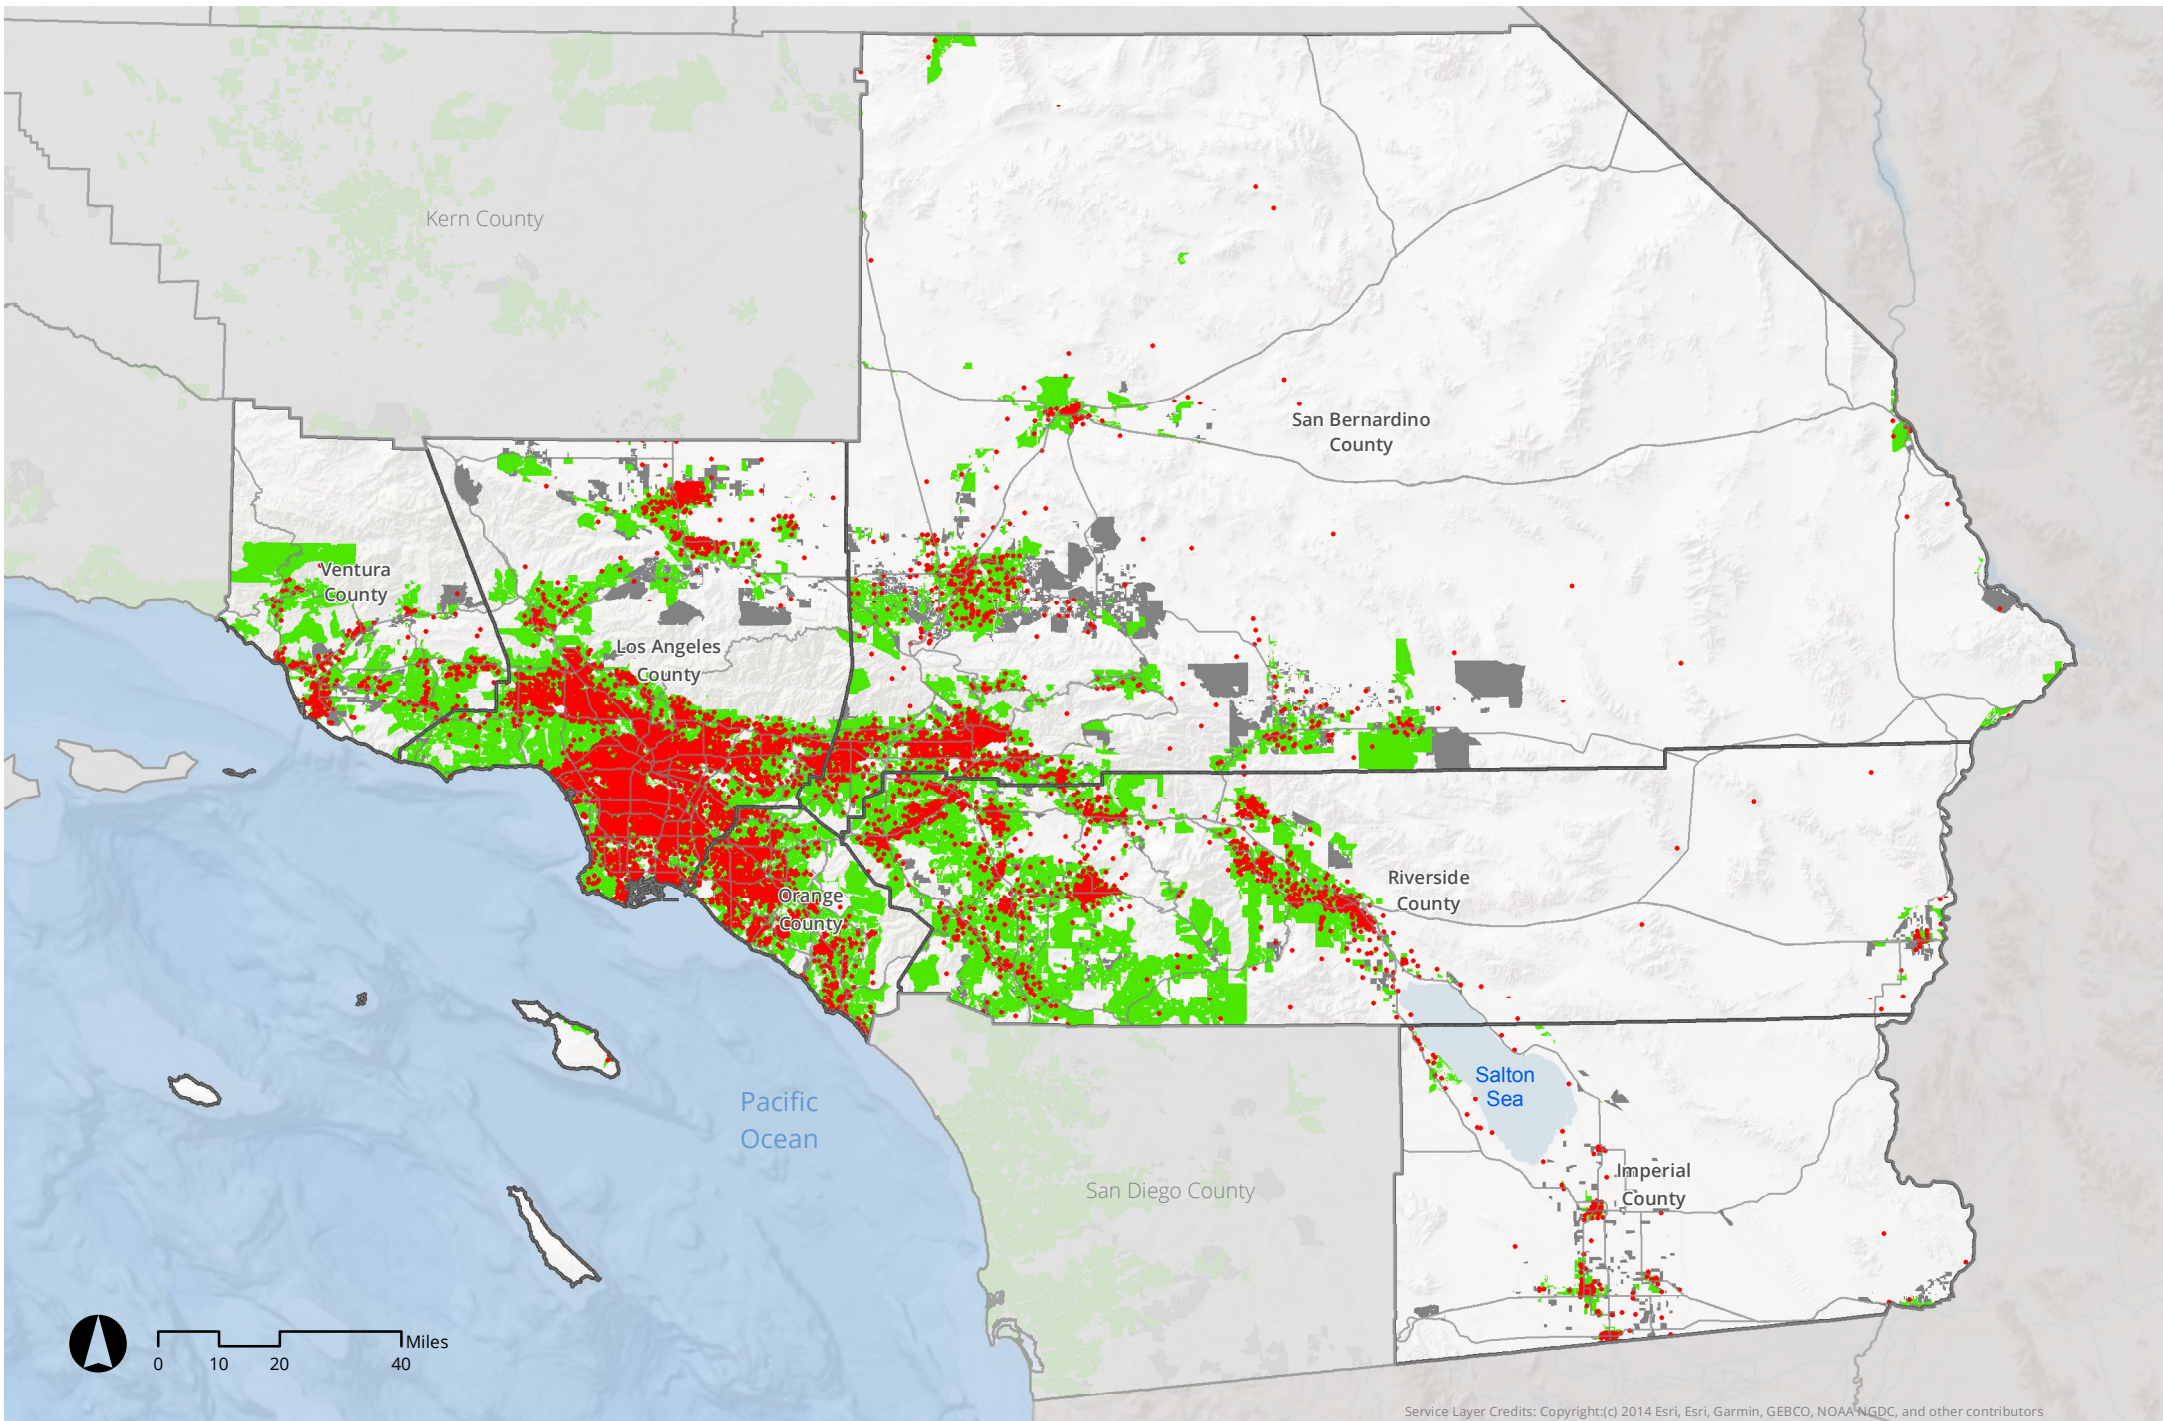 Kern County
San Bernardino
County
Ventura
County
Los Angeles
County
Riverside
County
Orange
County
Salton
Sea
Pacific
Ocean
Imperial
County
San Diego County
Miles
0 10 20 40
Service Layer Credits: Copyright:(c) 2014 Esri, Esri, Garmin, GEBCO, NOAA NGDC, and other contributors